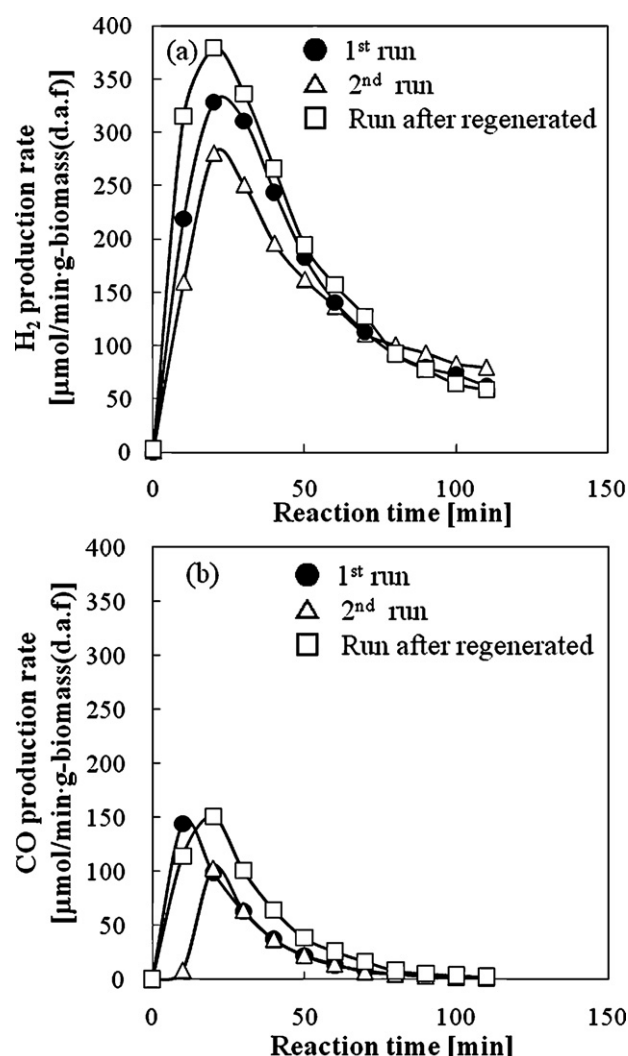 (a)
1st run
2nd run
Run after regenerated
H2 production rate
[μmol/min·g-biomass(d.a.f)]
400
350
300
250
200
150
100
50
0
0 50 100 150
Reaction time [min]
(b)
1st run
2nd run
Run after regenerated
CO production rate
[μmol/min·g-biomass(d.a.f)]
400
350
300
250
200
150
100
50
0
0 50 100 150
Reaction time [min]